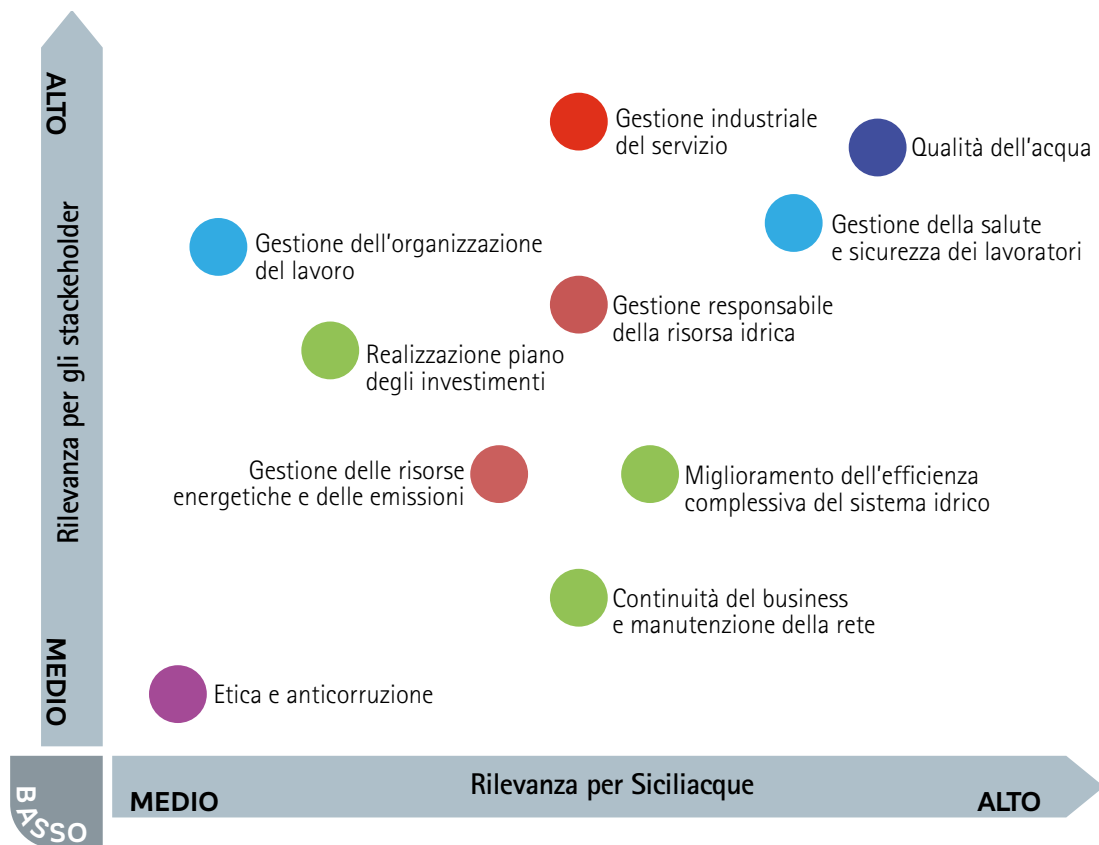 ALTO
Rilevanza per gli stackeholder
MEDIO
BASSO
MEDIO
Rilevanza per Siciliacque
ALTO
Gestione industriale
del servizio
Qualità dell'acqua
Gestione della salute
e sicurezza dei lavoratori
Gestione dell'organizzazione
del lavoro
Gestione responsabile
della risorsa idrica
Realizzazione piano
degli investimenti
Gestione delle risorse
energetiche e delle emissioni
Miglioramento dell'efficienza
complessiva del sistema idrico
Continuità del business
e manutenzione della rete
Etica e anticorruzione